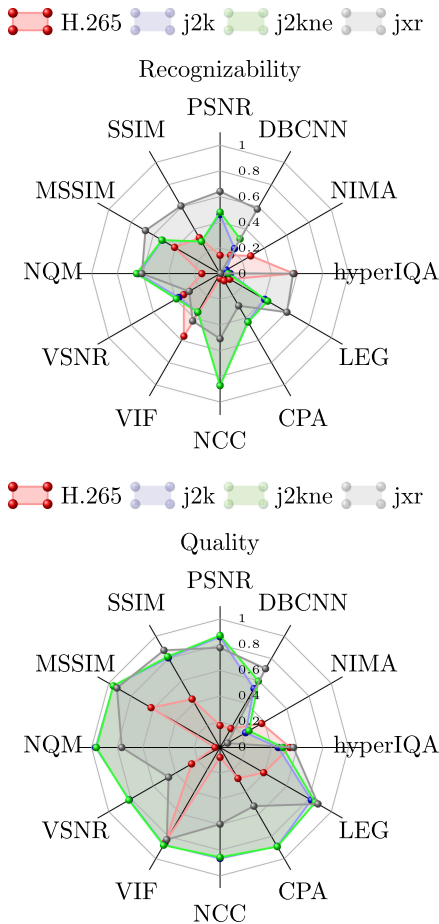 H.265 j2k j2kne jxr
Recognizability
PSNR
SSIM DBCNN
1
0.8
MSSIM NIMA
0.6
0.4
0.2
NQM 0 hyperIQA
VSNR LEG
VIF CPA
NCC
H.265 j2k j2kne jxr
Quality
PSNR
SSIM DBCNN
1
0.8
MSSIM NIMA
0.6
0.4
0.2
NQM 0 hyperIQA
VSNR LEG
VIF CPA
NCC